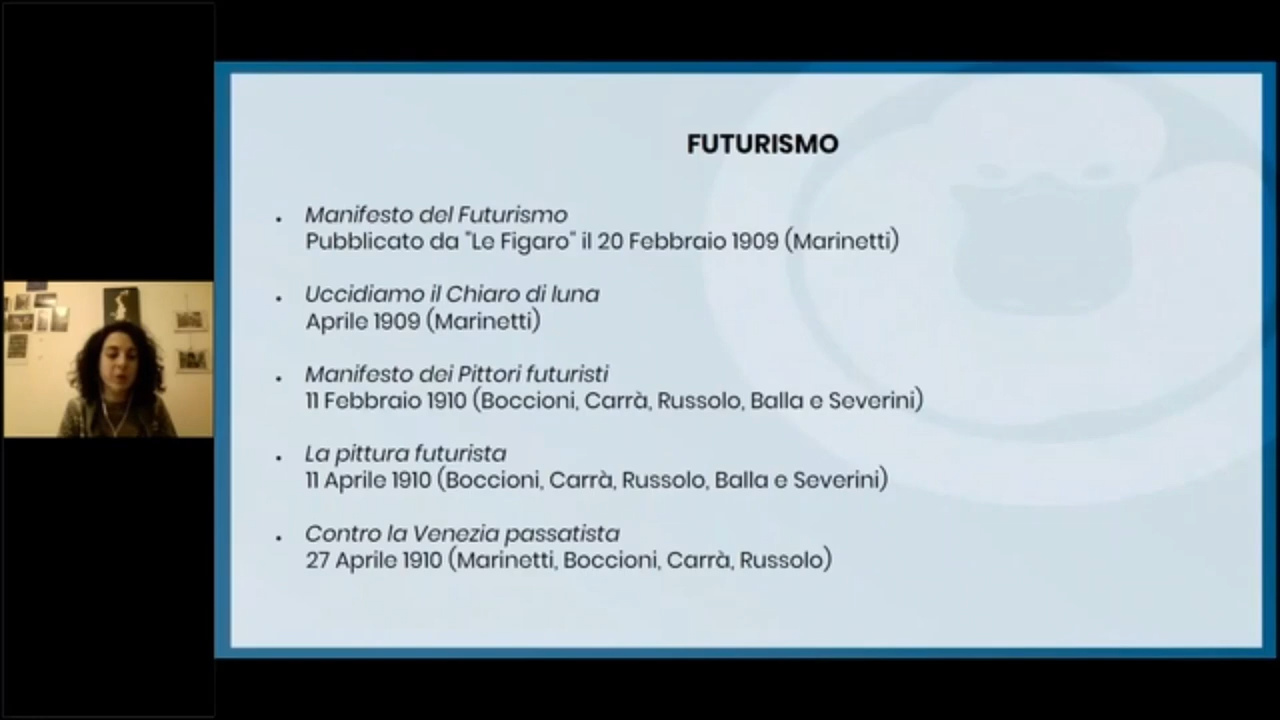 FUTURISMO
. Manifesto del Futurismo
Pubblicato da "Le Figaro" il 20 Febbraio 1909 (Marinetti)
. Uccidiamo il Chiaro di luna
Aprile 1909 (Marinetti)
. Manifesto dei Pittori futuristi
11 Febbraio 1910 (Boccioni, Carrà, Russolo, Balla e Severini)
. La pittura futurista
11 Aprile 1910 (Boccioni, Carrà, Russolo, Balla e Severini)
. Contro la Venezia passatista
27 Aprile 1910 (Marinetti, Boccioni, Carrà, Russolo)